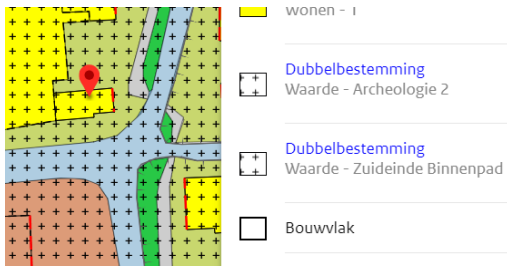 Wonen - 1
Dubbelbestemming
Waarde - Archeologie 2
Dubbelbestemming
Waarde - Zuideinde Binnenpad
Bouwvlak